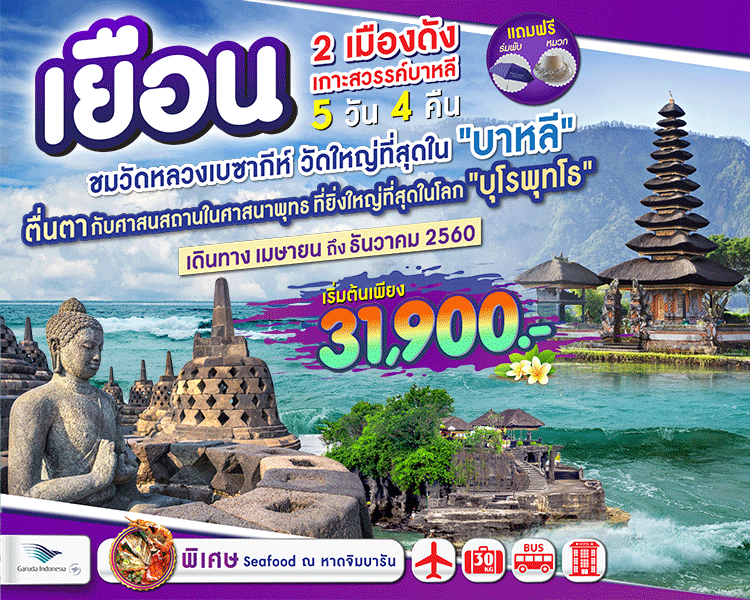 เยือน
2 เมืองดัง
เกาะสวรรค์บาหลี
5 วัน 4 คืน
แถมฟรี
ร่มพับ หมวก
ชมวัดหลวงเบซากีห์ วัดใหญ่ที่สุดใน "บาหลี"
ตื่นตา กับศาสนสถานในศาสนาพุทธ ที่ยิ่งใหญ่ที่สุดในโลก "บุโรพุทโธ"
เดินทาง เมษายน ถึง ธันวาคม 2560
เริ่มต้นเพียง
31,900.-
Garuda Indonesia
พิเศษ Seafood ณ หาดจิมบารัน
30
KG
BUS
HOTEL